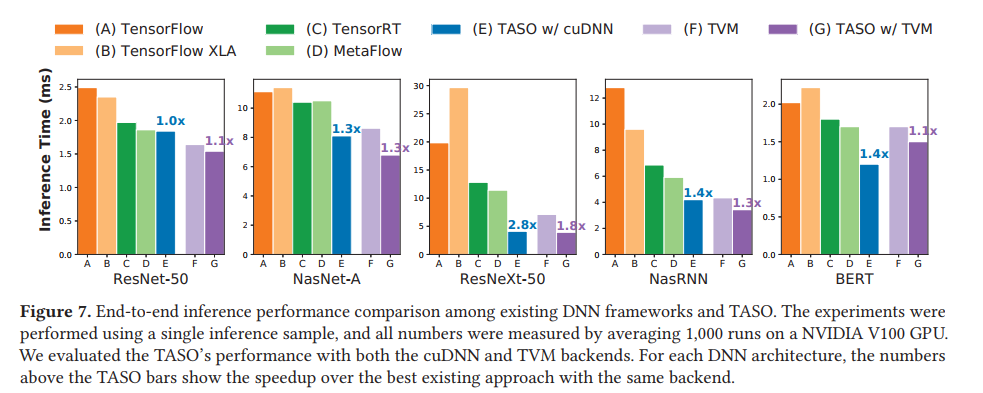 (A) TensorFlow (C) TensorRT (E) TASO w/ cuDNN (F) TVM (G) TASO w/ TVM
(B) TensorFlow XLA (D) MetaFlow
Inference Time (ms)
2.5
2.0
1.5
1.0
0.5
0.0
1.0x
1.1x
A B C D E F G
ResNet-50
10
8
6
4
2
0
1.3x
1.3x
A B C D E F G
NasNet-A
30
25
20
15
10
5
0
2.8x
1.8x
A B C D E F G
ResNeXt-50
12
10
8
6
4
2
0
1.4x
1.3x
A B C D E F G
NasRNN
2.0
1.5
1.0
0.5
0.0
1.4x
1.1x
A B C D E F G
BERT
Figure 7. End-to-end inference performance comparison among existing DNN frameworks and TASO. The experiments were
performed using a single inference sample, and all numbers were measured by averaging 1,000 runs on a NVIDIA V100 GPU.
We evaluated the TASO's performance with both the cuDNN and TVM backends. For each DNN architecture, the numbers
above the TASO bars show the speedup over the best existing approach with the same backend.